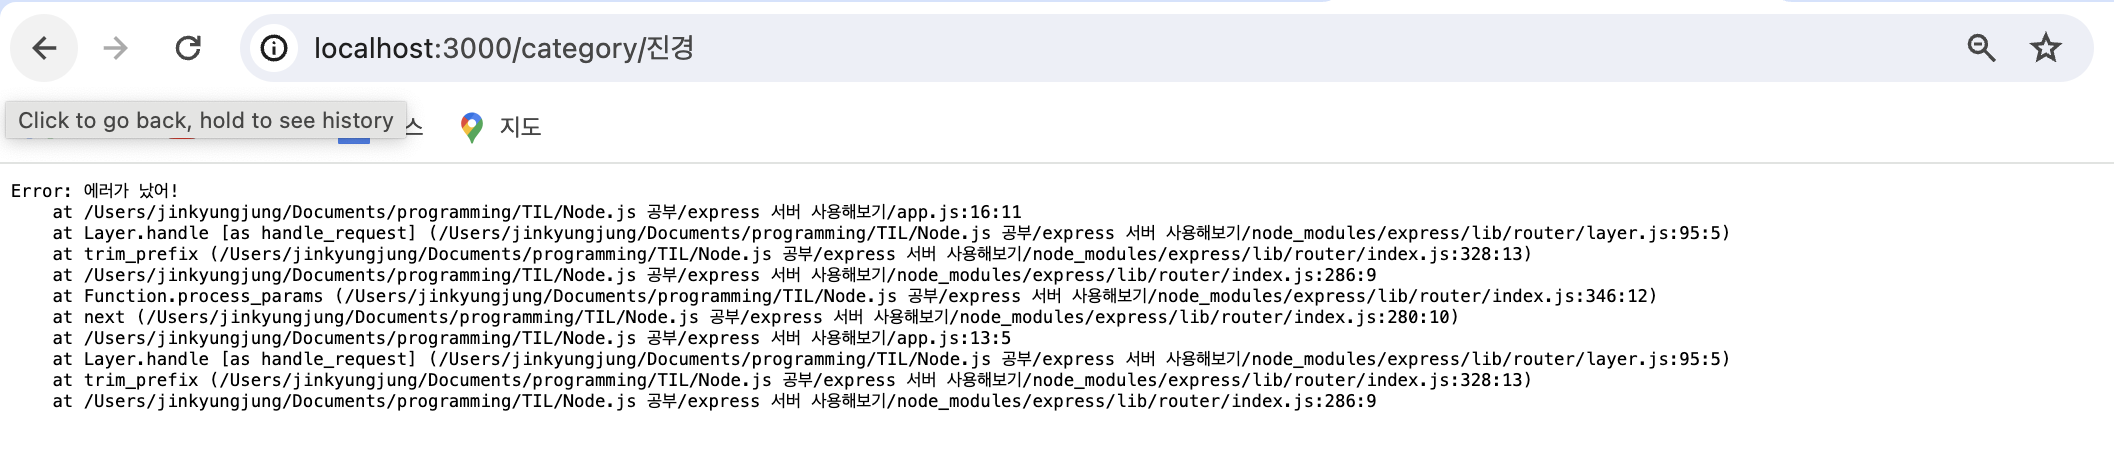 localhost:3000/category/진경
Click to go back, hold to see history
스
지도
Error: 에러가 났어!
at /Users/jinkyungjung/Documents/programming/TIL/Node.js 공부/express 서버 사용해보기/app.js:16:11
at Layer.handle [as handle_request] (/Users/jinkyungjung/Documents/programming/TIL/Node.js 공부/express 서버 사용해보기/node_modules/express/lib/router/layer.js:95:5)
at trim_prefix (/Users/jinkyungjung/Documents/programming/TIL/Node.js 공부/express 서버 사용해보기/node_modules/express/lib/router/index.js:328:13)
at /Users/jinkyungjung/Documents/programming/TIL/Node.js 공부/express 서버 사용해보기/node_modules/express/lib/router/index.js:286:9
at Function.process_params (/Users/jinkyungjung/Documents/programming/TIL/Node.js 공부/express 서버 사용해보기/node_modules/express/lib/router/index.js:346:12)
at next (/Users/jinkyungjung/Documents/programming/TIL/Node.js 공부/express 서버 사용해보기/node_modules/express/lib/router/index.js:280:10)
at /Users/jinkyungjung/Documents/programming/TIL/Node.js 공부/express 서버 사용해보기/app.js:13:5
at Layer.handle [as handle_request] (/Users/jinkyungjung/Documents/programming/TIL/Node.js 공부/express 서버 사용해보기/node_modules/express/lib/router/layer.js:95:5)
at trim_prefix (/Users/jinkyungjung/Documents/programming/TIL/Node.js 공부/express 서버 사용해보기/node_modules/express/lib/router/index.js:328:13)
at /Users/jinkyungjung/Documents/programming/TIL/Node.js 공부/express 서버 사용해보기/node_modules/express/lib/router/index.js:286:9